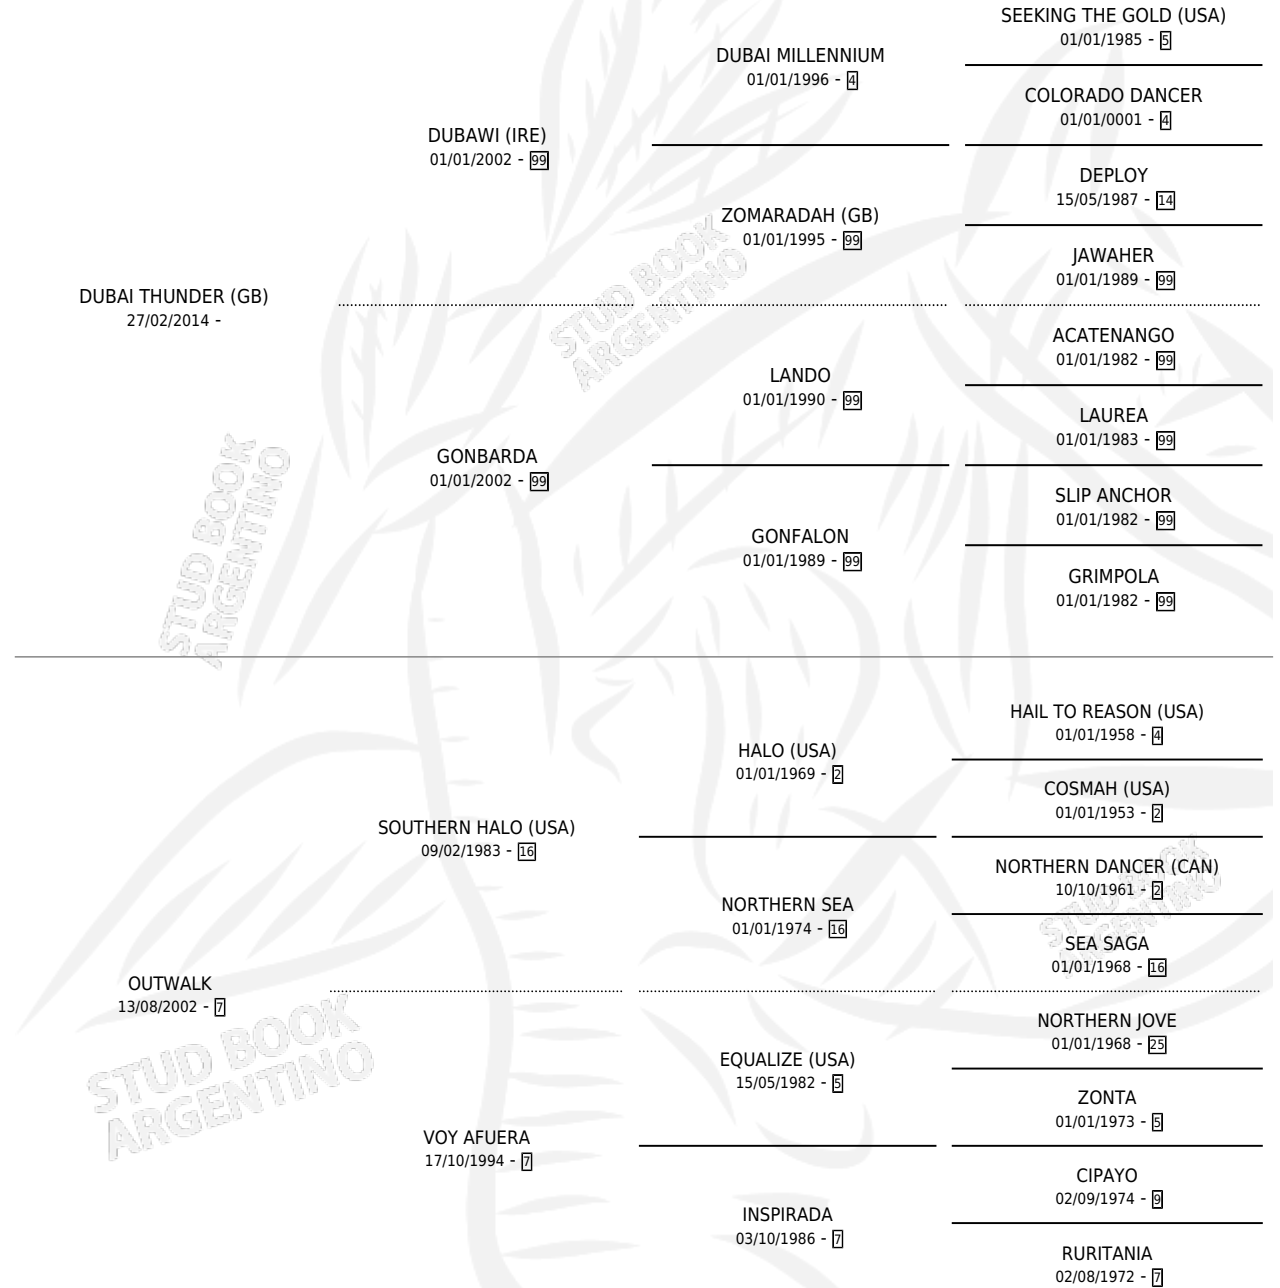 SEEKING THE GOLD (USA)
01/01/1985 - 5
DUBAI MILLENNIUM
01/01/1996 - 4
COLORADO DANCER
01/01/0001 - 4
DUBAWI (IRE)
01/01/2002 - 99
DEPLOY
15/05/1987 - 14
ZOMARADAH (GB)
01/01/1995 - 99
JAWAHER
01/01/1989 - 99
DUBAI THUNDER (GB)
27/02/2014 -
ACATENANGO
01/01/1982 - 99
LANDO
01/01/1990 - 99
LAUREA
01/01/1983 - 99
GONBARDA
01/01/2002 - 99
SLIP ANCHOR
01/01/1982 - 99
GONFALON
01/01/1989 - 99
GRIMPOLA
01/01/1982 - 99
HAIL TO REASON (USA)
01/01/1958 - 4
HALO (USA)
01/01/1969 - 2
COSMAH (USA)
01/01/1953 - 2
SOUTHERN HALO (USA)
09/02/1983 - 16
NORTHERN DANCER (CAN)
10/10/1961 - 2
NORTHERN SEA
01/01/1974 - 16
SEA SAGA
01/01/1968 - 16
OUTWALK
13/08/2002 - 7
NORTHERN JOVE
01/01/1968 - 25
EQUALIZE (USA)
15/05/1982 - 5
ZONTA
01/01/1973 - 5
VOY AFUERA
17/10/1994 - 7
CIPAYO
02/09/1974 - 9
INSPIRADA
03/10/1986 - 7
RURITANIA
02/08/1972 - 7
STUD BOOK
ARGENTINO
STUD BOOK
ARGENTINO
STUD BOOK
ARGENTINO
STUD BOOK
ARGENTINO